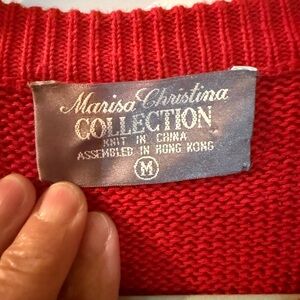 Marisa Christina
COLLECTION
KNIT IN CHINA
ASSEMBLED IN HONG KONG
M